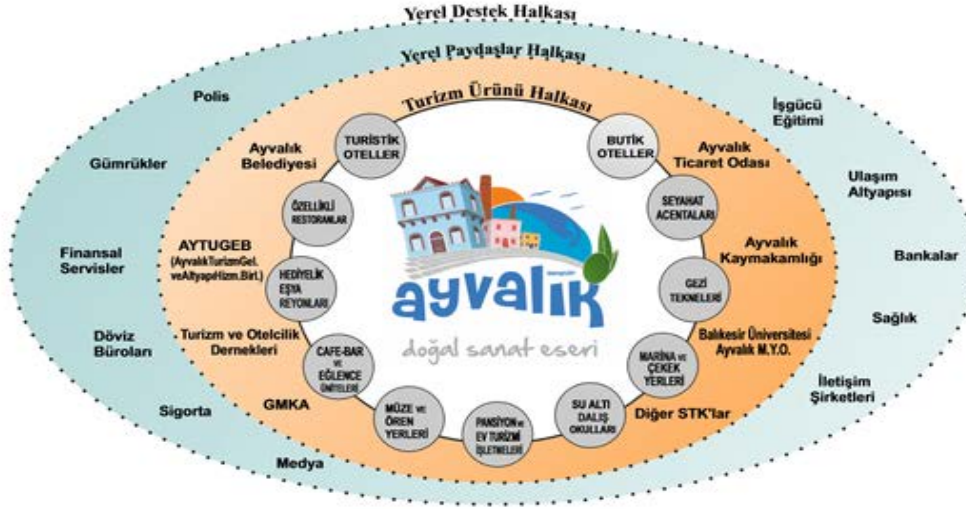 Yerel Destek Halkası
Yerel Paydaşlar Halkası
Turizm Ürünü Halkası
Polis
Gümrükler
Finansal
Servisler
Döviz
Büroları
Sigorta
Medya
İşgücü
Eğitimi
Ulaşım
Altyapısı
Bankalar
Sağlık
İletişim
Şirketleri
Ayvalık
Belediyesi
AYTUGEB
(AyvalıkTurizmGel.
veAltyapıHizm.Birl.)
Turizm ve Otelcilik
Dernekleri
GMKA
Ayvalık
Ticaret Odası
Ayvalık
Kaymakamlığı
Balıkesir Üniversitesi
Ayvalık M.Y.O.
Diğer STK'lar
TURİSTİK
OTELLER
ÖZELLİKLİ
RESTORANLAR
HEDİYELİK
EŞYA
REYONLARI
CAFE-BAR
VE
EĞLENCE
ÜNİTELERİ
MÜZE VE
ÖREN
YERLERİ
PANSİYON VE
EV TURİZMİ
İŞLETMELERİ
SU ALTI
DALIŞ
OKULLARI
MARİNA VE
ÇEKEK
YERLERİ
GEZİ
TEKNELERİ
SEYAHAT
ACENTALARI
BUTİK
OTELLER
ayvalık
doğal sanat eseri